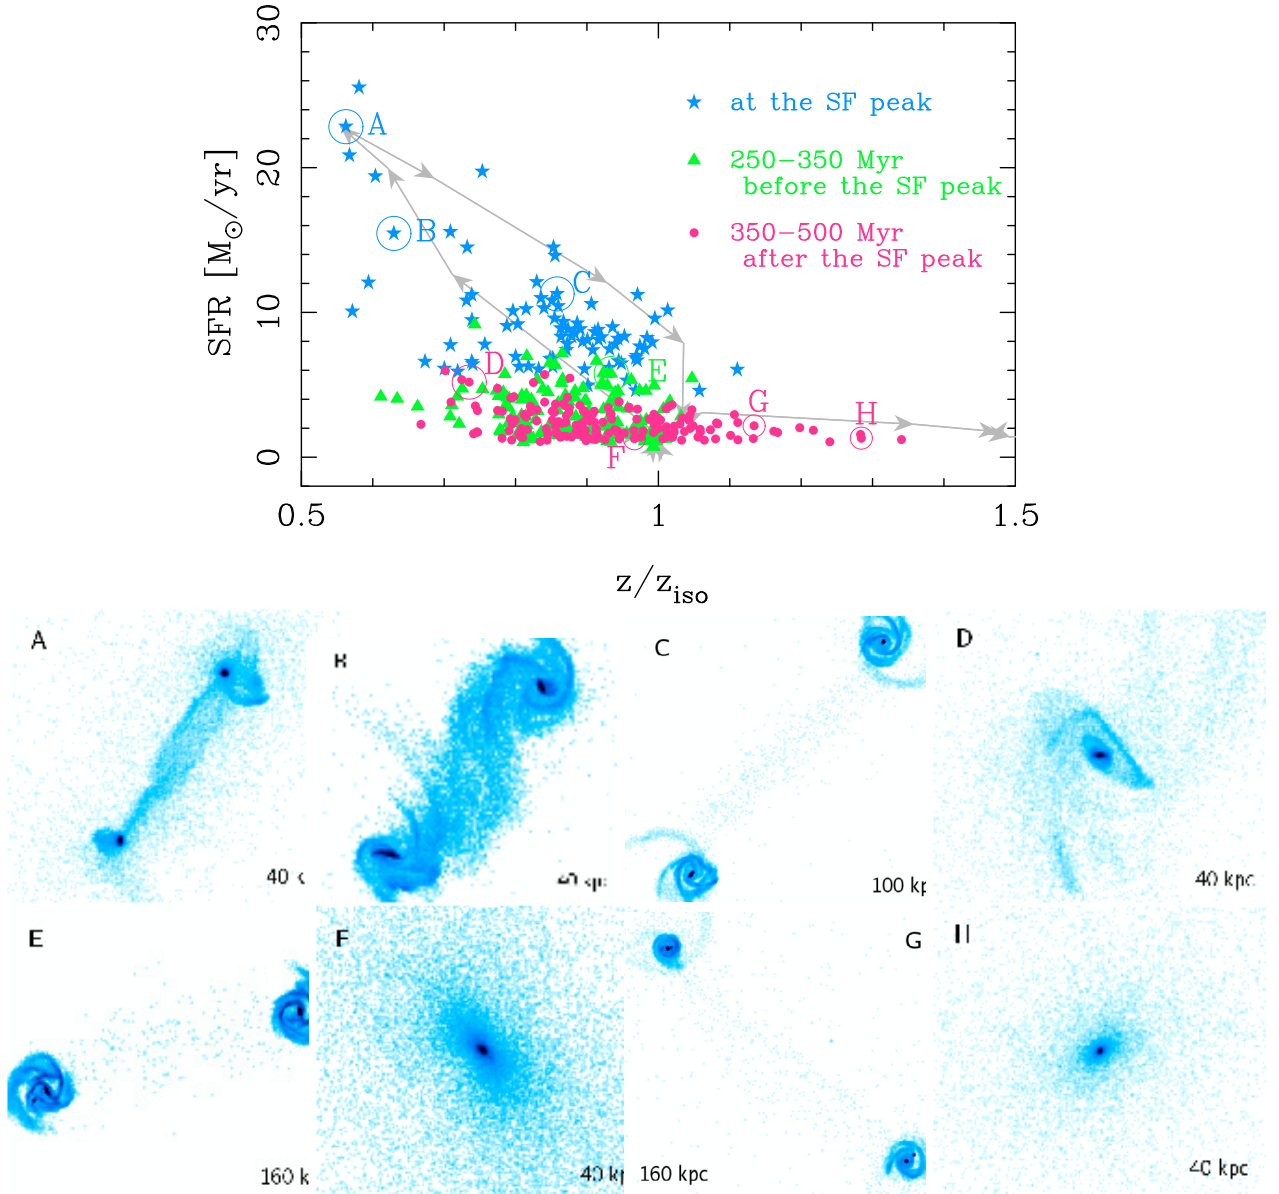 30
20
10
0
SFR [M⊙/yr]
at the SF peak
250−350 Myr
before the SF peak
350−500 Myr
after the SF peak
A
B
C
D
E
F
G
H
0.5 1 1.5
z/z_iso
A
C
D
40
100 kp
40 kpc
E
F
G
160 k
40 kp
160 kpc
40 kpc